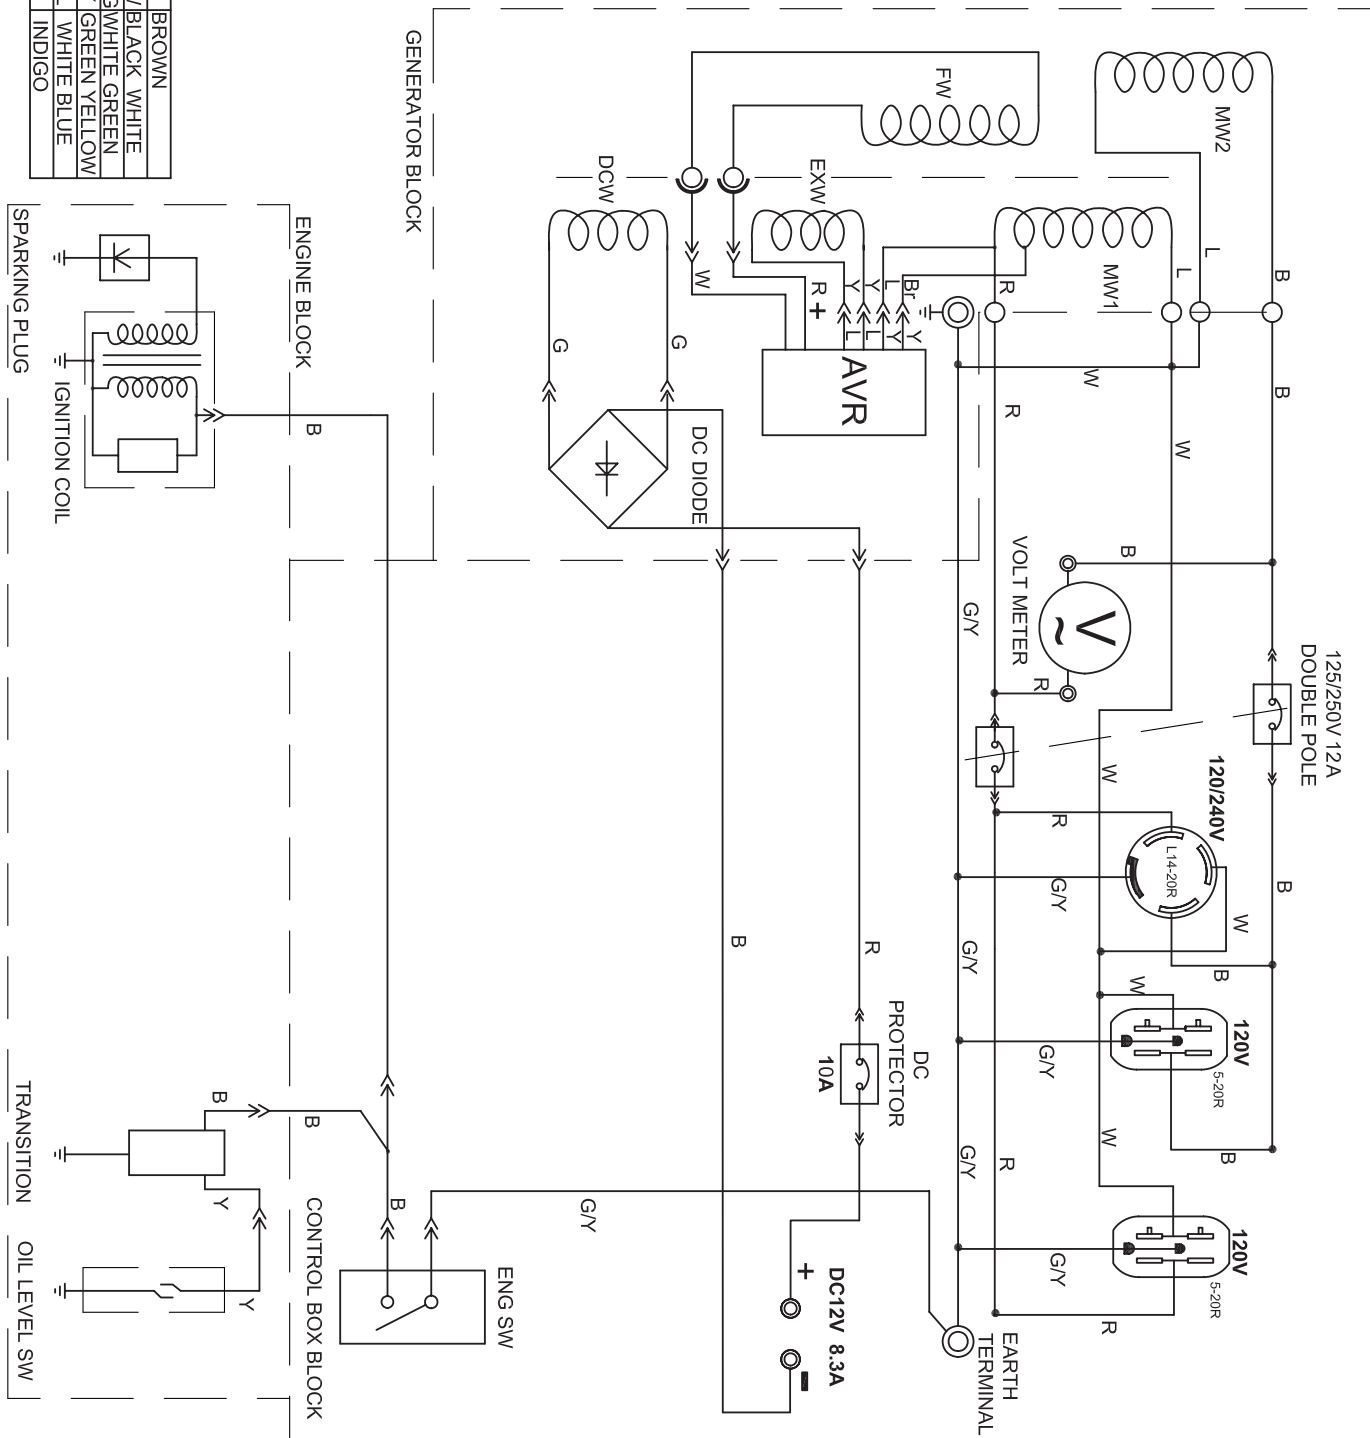 BROWN
BLACK WHITE
WHITE GREEN
GREEN YELLOW
WHITE BLUE
INDIGO
GENERATOR BLOCK
MW2
FW
DCW
EXW
MW1
B
L
L
R
Br
L
Y
Y
R
+
W
Y
Y
L
L
AVR
G
G
DC DIODE
W
R
W
B
ENGINE BLOCK
SPARKING PLUG
IGNITION COIL
B
VOLT METER
V
~
B
R
G/Y
125/250V 12A
DOUBLE POLE
120/240V
L14-20R
W
R
G/Y
W
B
B
G/Y
B
R
DC
PROTECTOR
10A
120V
5-20R
W
G/Y
B
W
R
G/Y
120V
5-20R
G/Y
R
EARTH
TERMINAL
G/Y
DC12V 8.3A
+
ENG SW
B
CONTROL BOX BLOCK
B
B
Y
Y
TRANSITION
OIL LEVEL SW